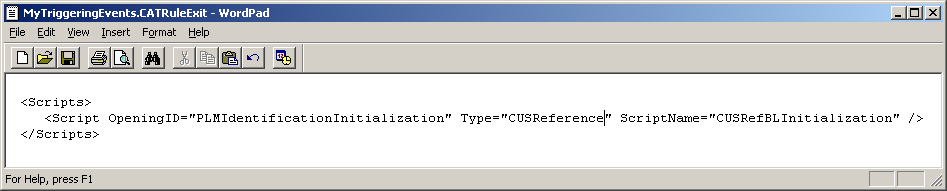 MyTriggeringEvents.CATRuleExit - WordPad
File Edit View Insert Format Help
<Scripts>
<Script OpeningID="PLMIdentificationInitialization" Type="CUSReference" ScriptName="CUSRefBLInitialization" />
</Scripts>
For Help, press F1